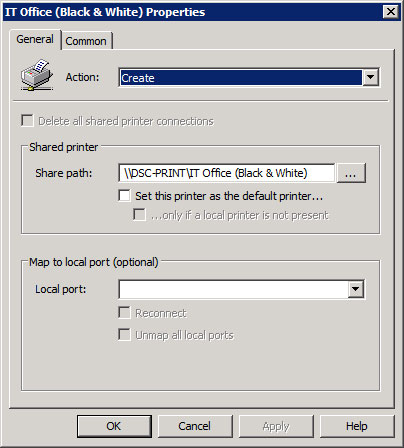 IT Office (Black & White) Properties
General Common
Action: Create
Delete all shared printer connections
Shared printer
Share path: \\DSC-PRINT\IT Office (Black & White) ...
Set this printer as the default printer...
...only if a local printer is not present
Map to local port (optional)
Local port:
Reconnect
Unmap all local ports
OK Cancel Apply Help